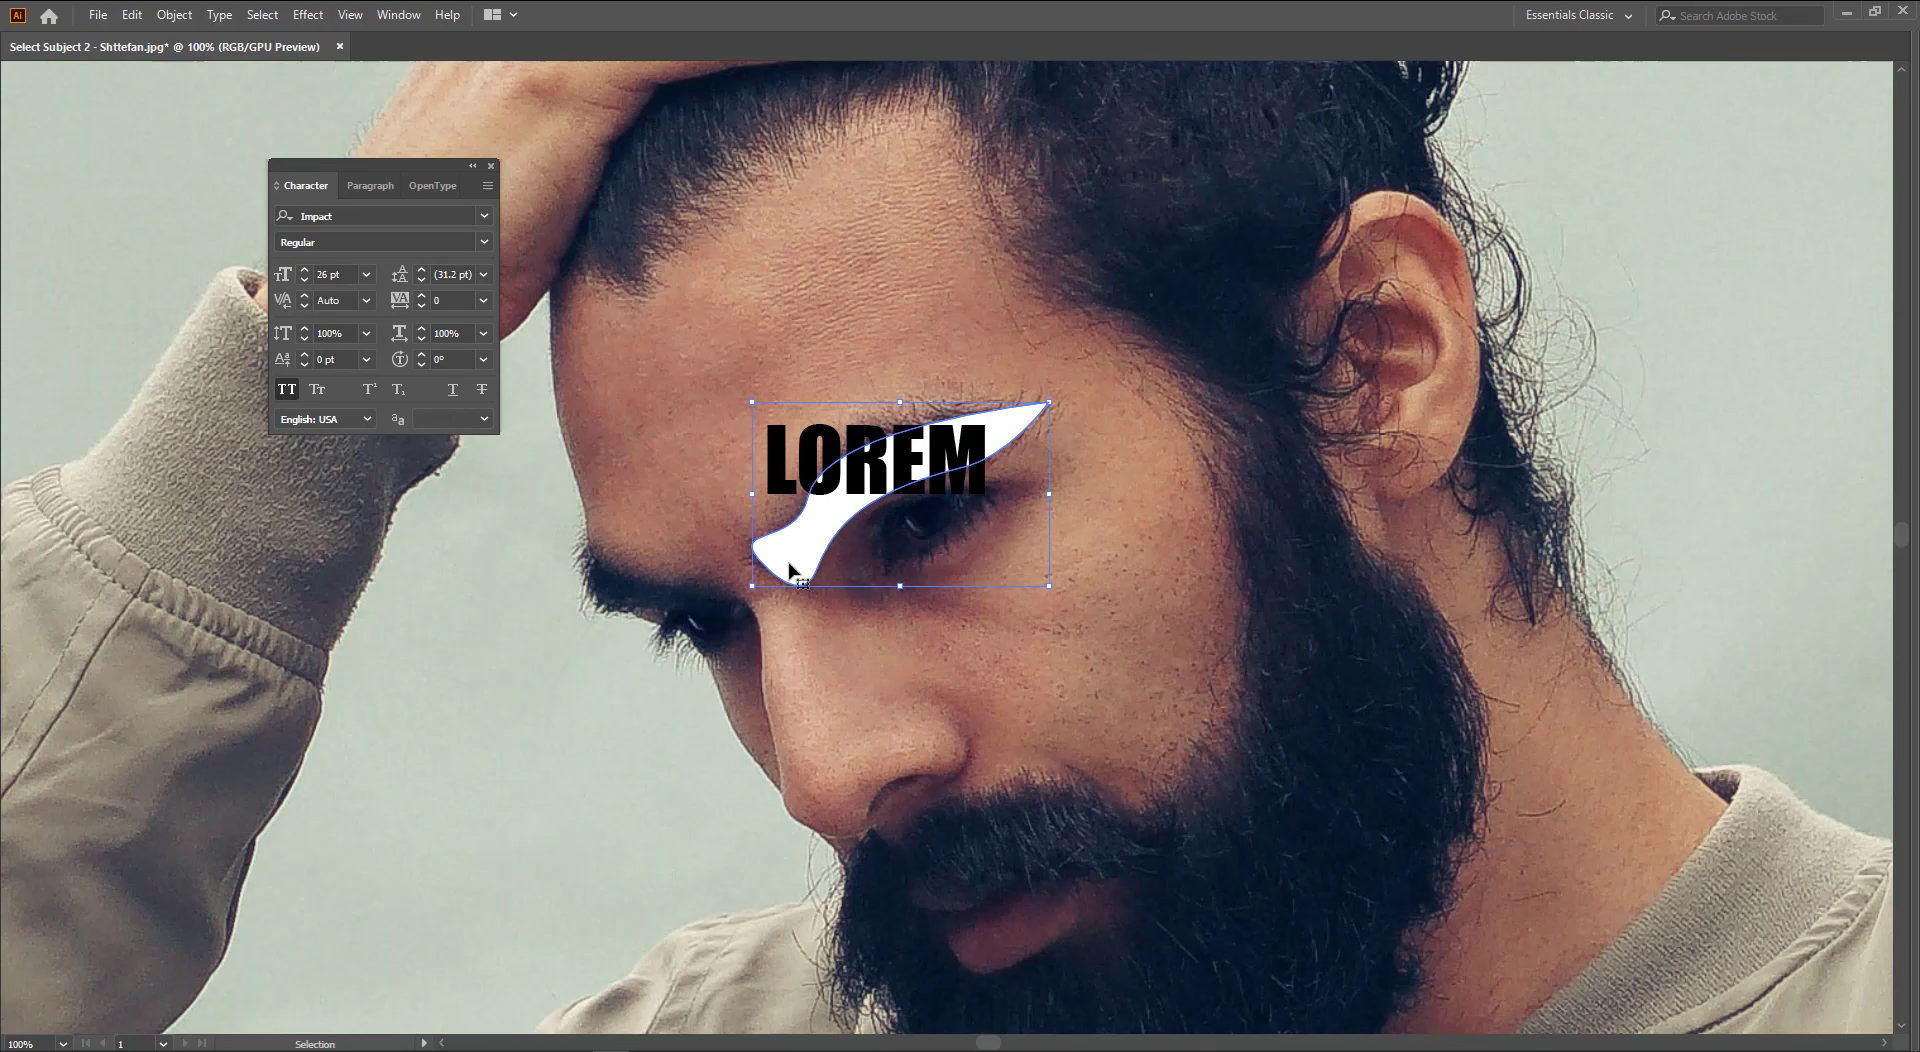 Ai
File Edit Object Type Select Effect View Window Help
Essentials Classic
Search Adobe Stock
Select Subject 2 - Shttefan.jpg* @ 100% (RGB/GPU Preview)
Character Paragraph OpenType
Impact
Regular
26 pt (31.2 pt)
Auto 0
100% 100%
0 pt 0°
English: USA
LOREM
100% 1 Selection